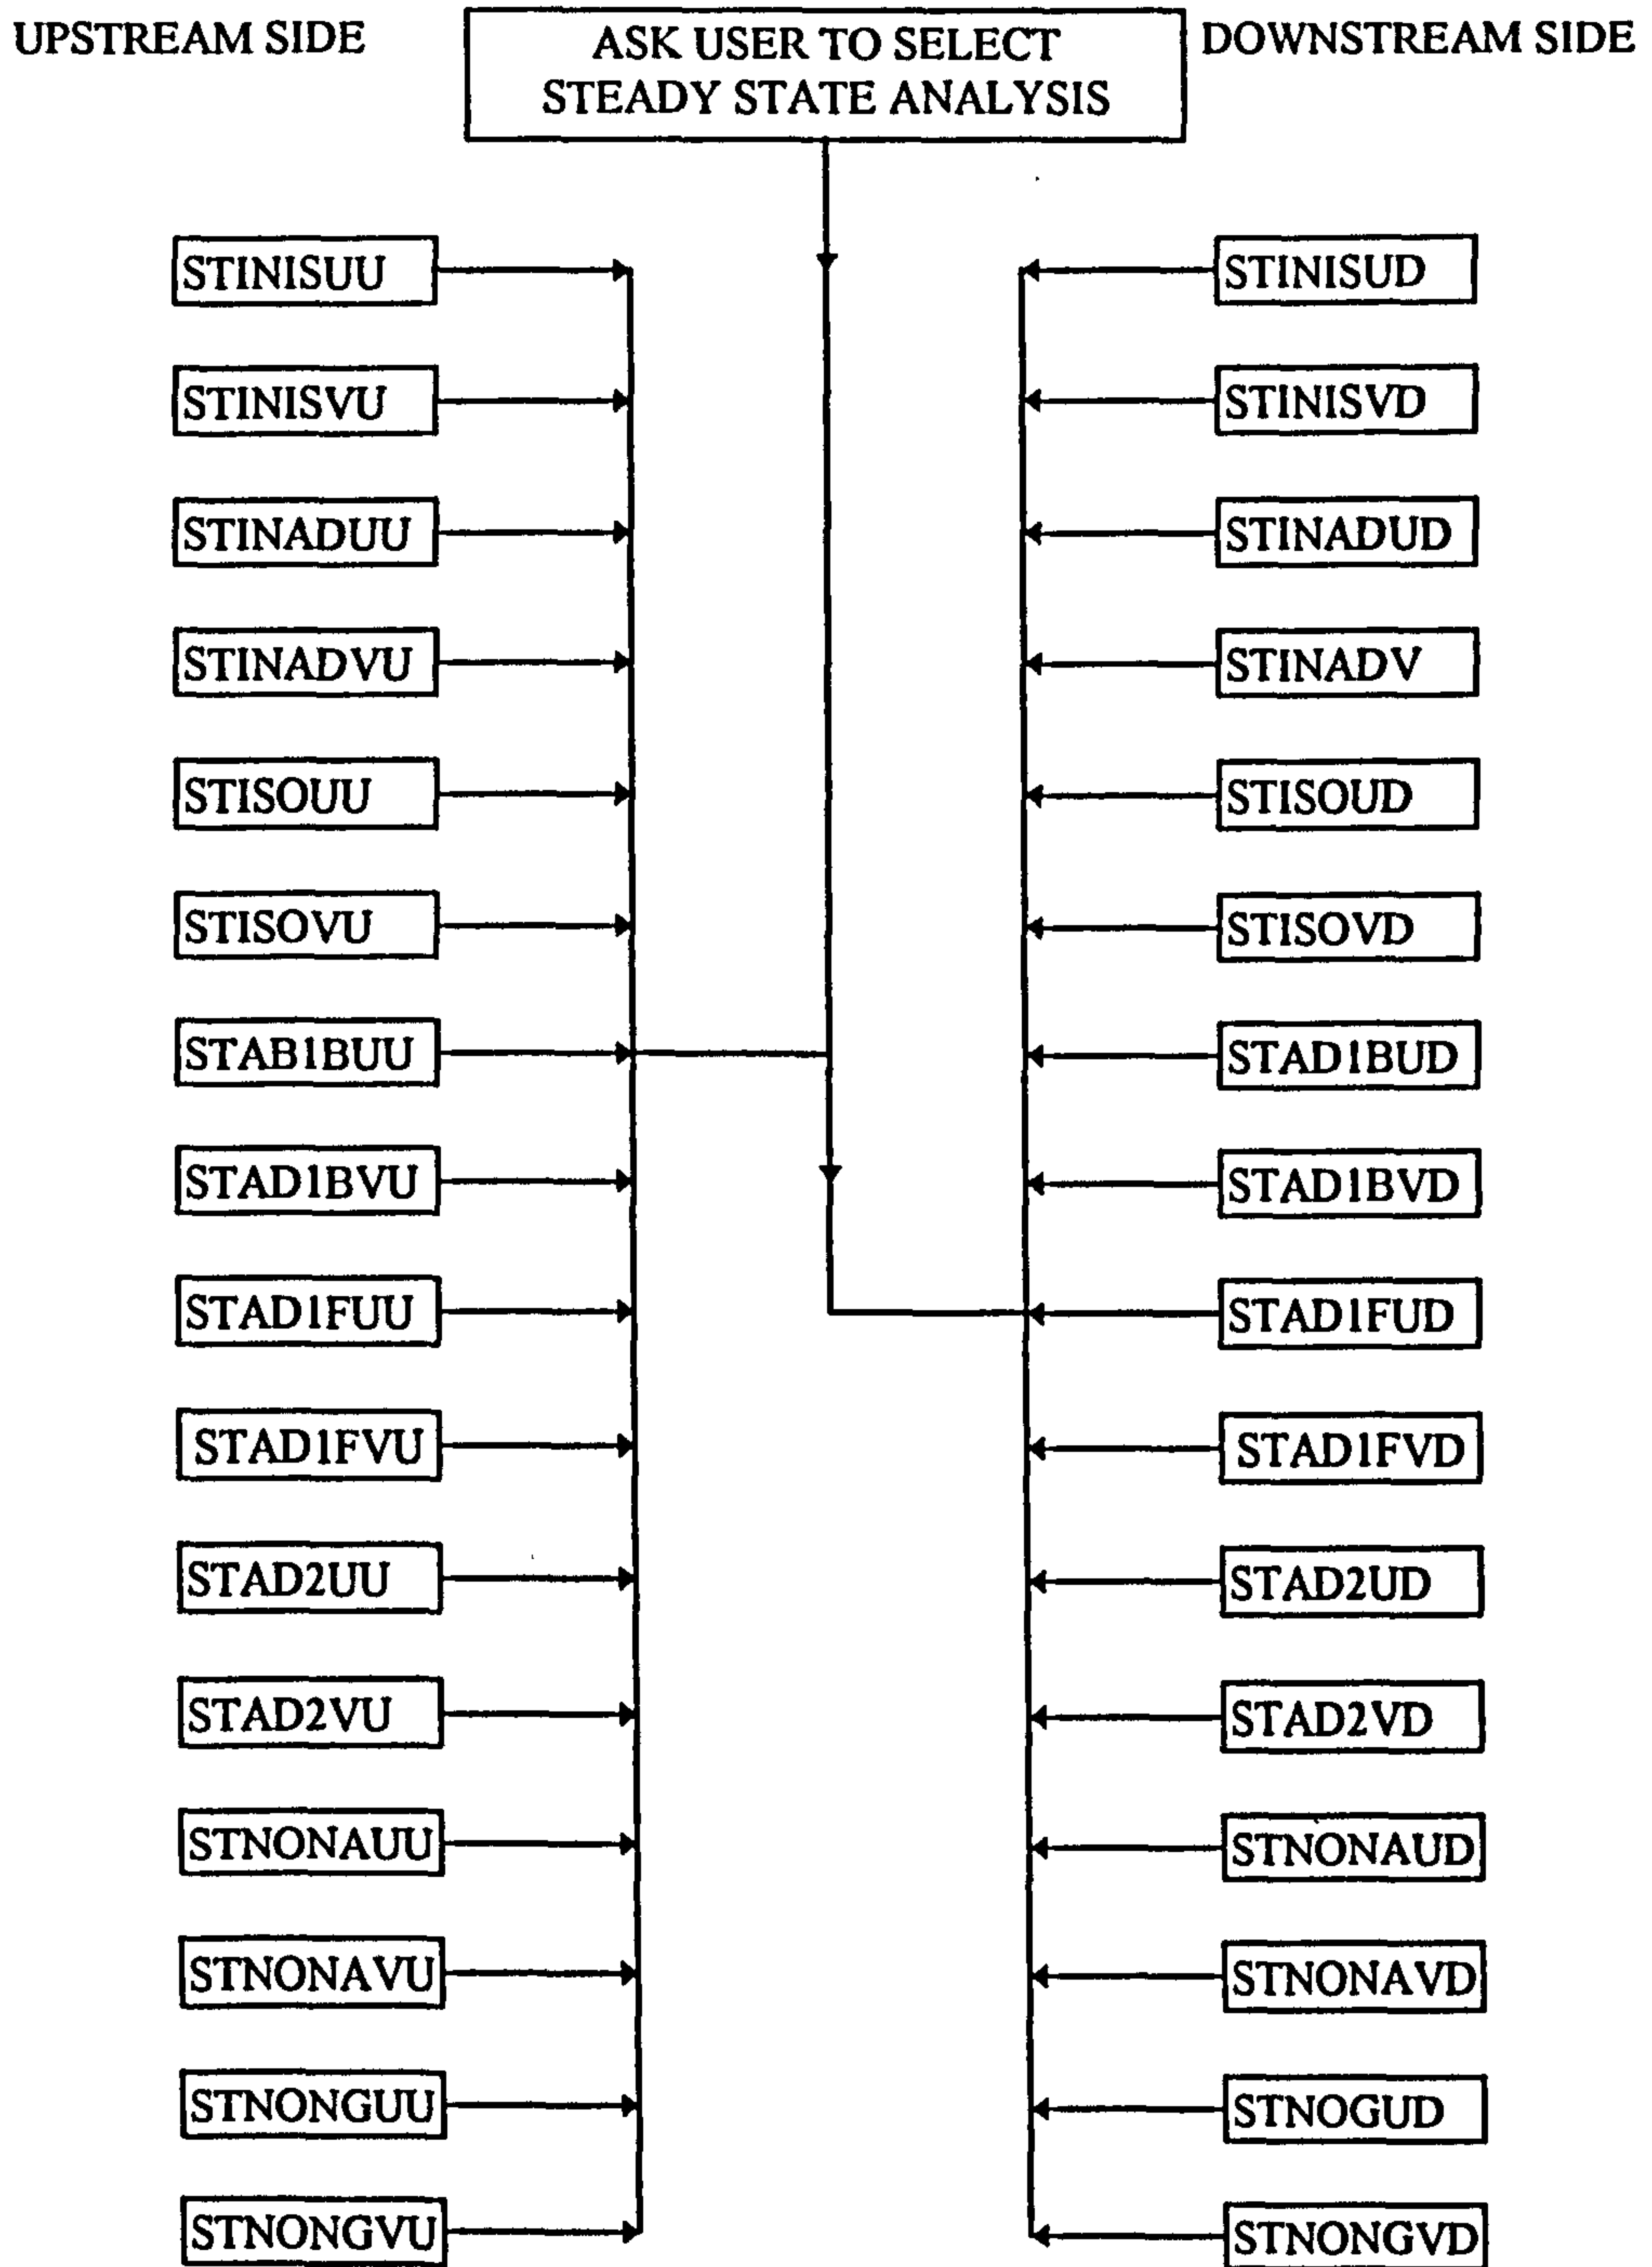 UPSTREAM SIDE
ASK USER TO SELECT
STEADY STATE ANALYSIS
DOWNSTREAM SIDE
STINISUU
STINISUD
STINISVU
STINISVD
STINADUU
STINADUD
STINADVU
STINADV
STISOUU
STISOUD
STISOVU
STISOVD
STAB1BUU
STAD1BUD
STAD1BVU
STAD1BVD
STAD1FUU
STAD1FUD
STAD1FVU
STAD1FVD
STAD2UU
STAD2UD
STAD2VU
STAD2VD
STNONAUU
STNONAUD
STNONAVU
STNONAVD
STNONGUU
STNOGUD
STNONGVU
STNONGVD